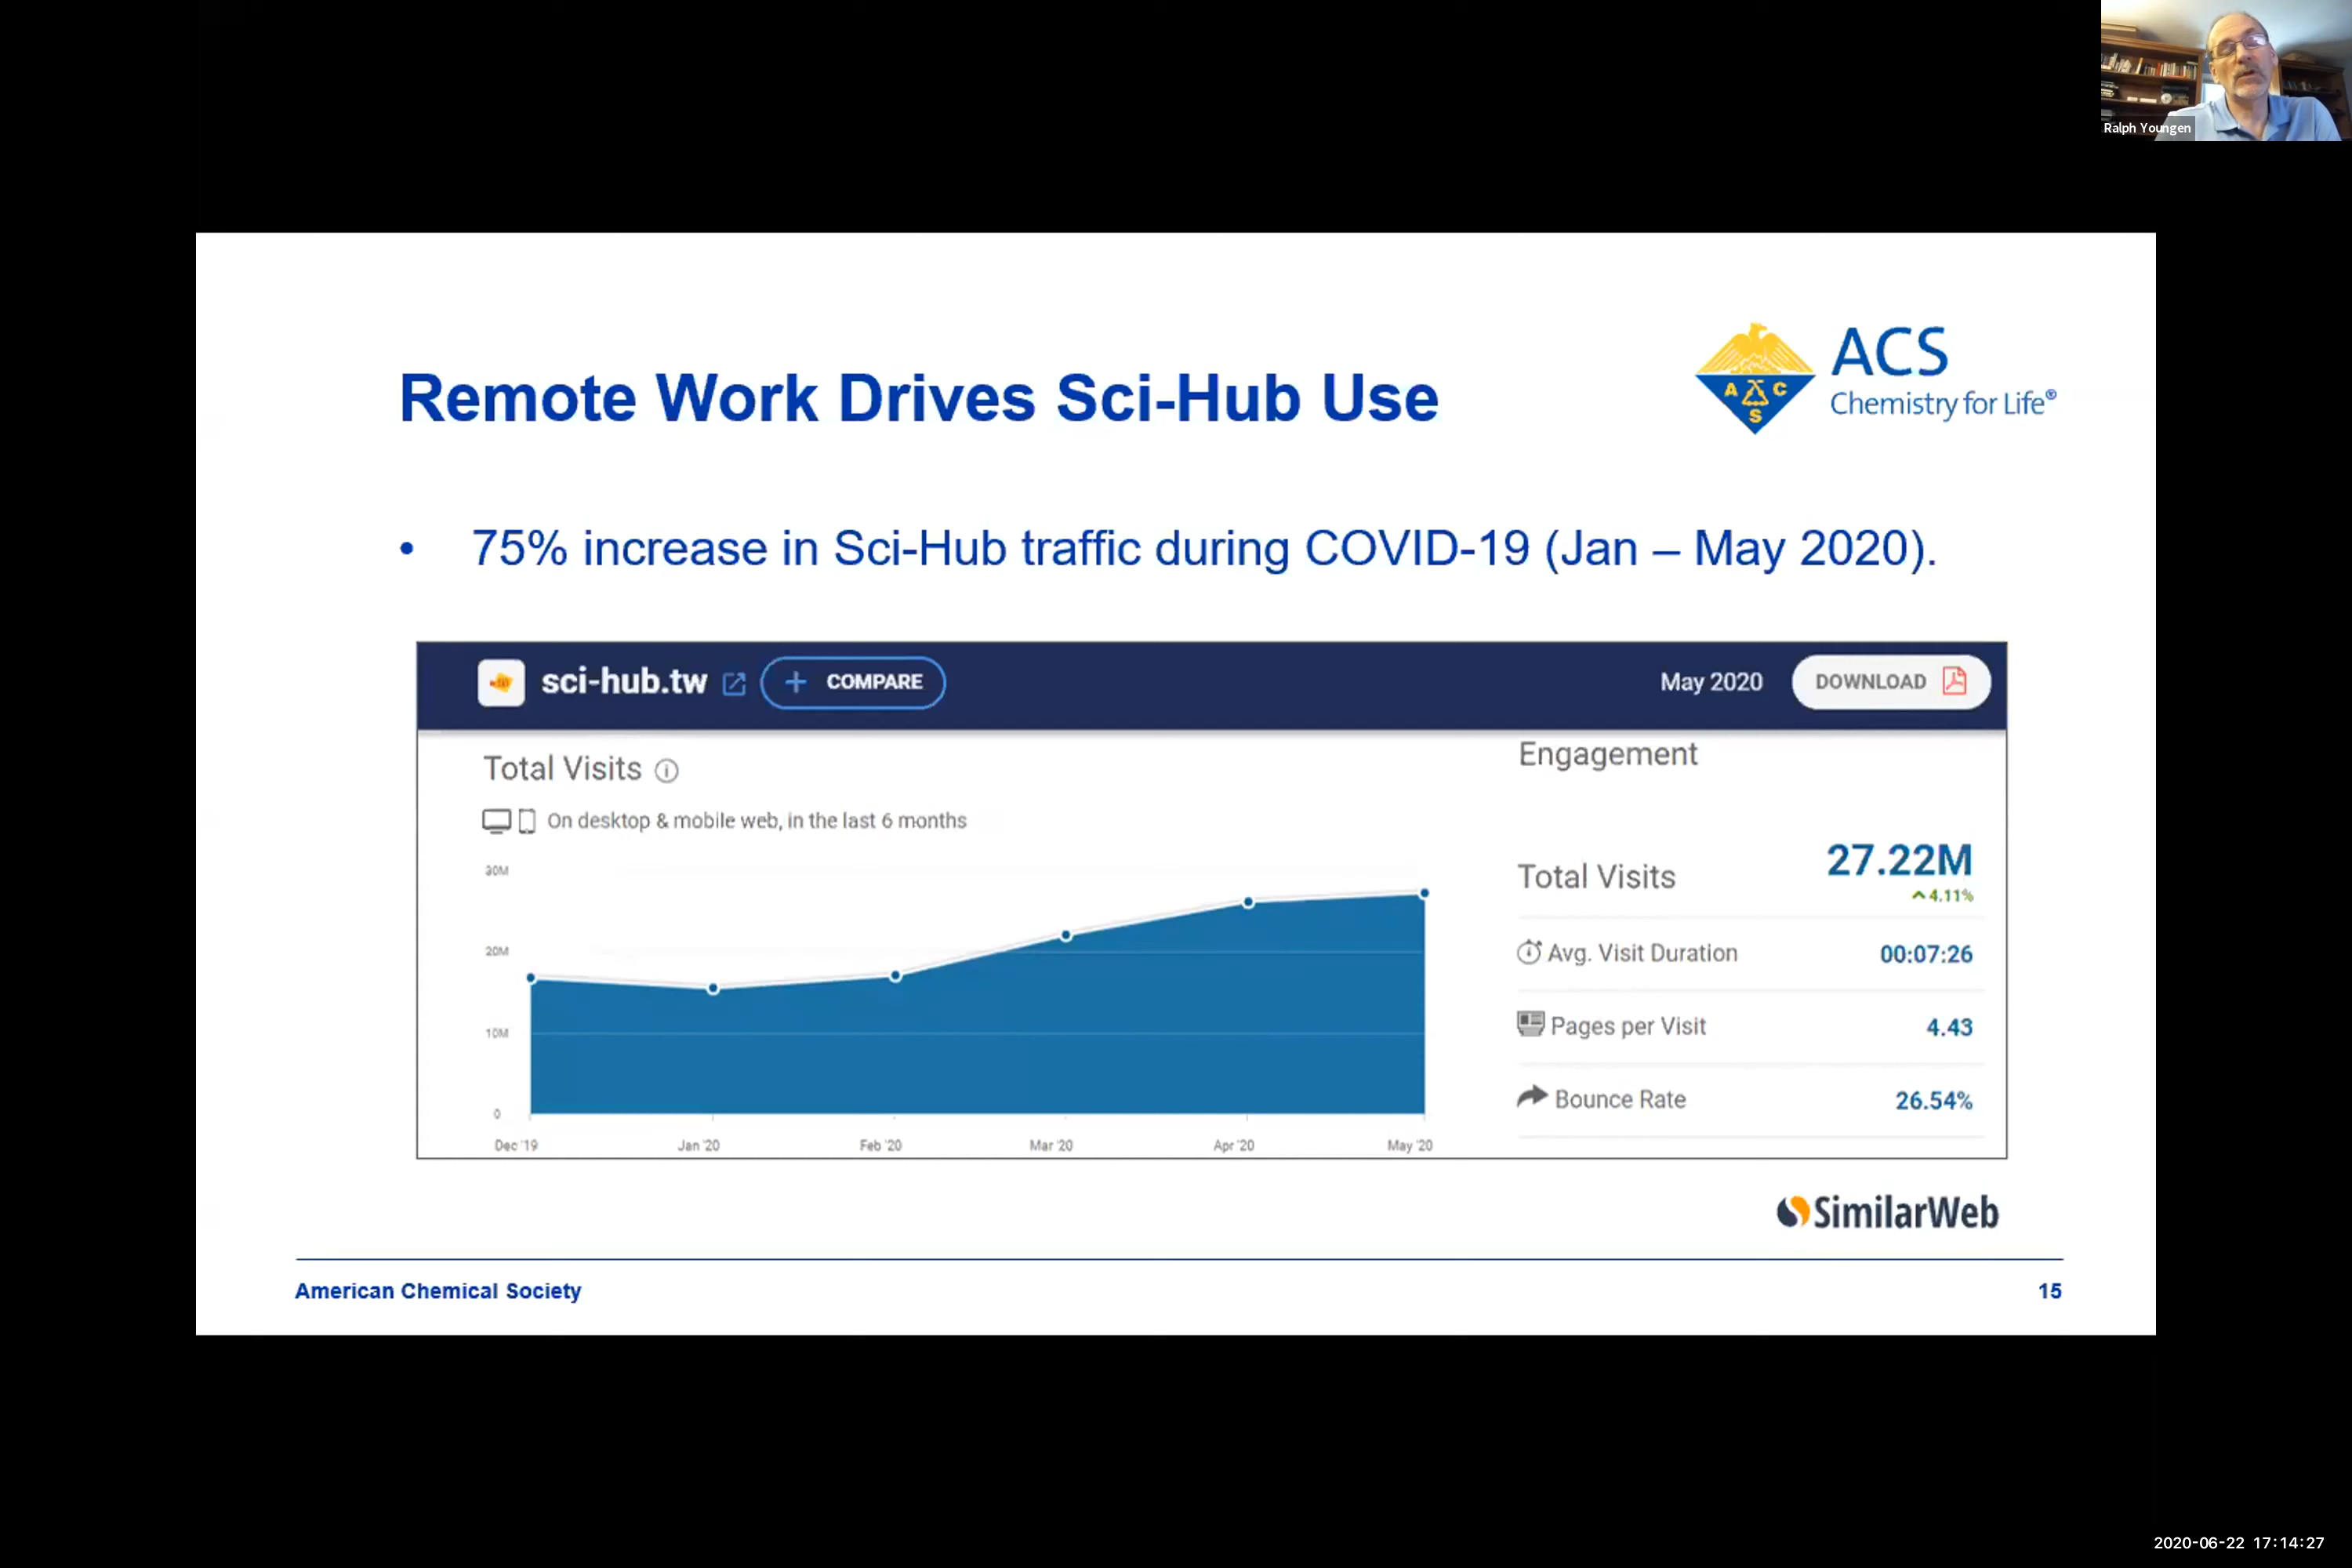 Ralph Youngen
Remote Work Drives Sci-Hub Use
A C S
ACS
Chemistry for Life®
• 75% increase in Sci-Hub traffic during COVID-19 (Jan – May 2020).
sci-hub.tw
+ COMPARE
May 2020
DOWNLOAD
Total Visits
On desktop & mobile web, in the last 6 months
30M
20M
10M
0
Dec '19
Jan '20
Feb '20
Mar '20
Apr '20
May '20
Engagement
Total Visits 27.22M
4.11%
Avg. Visit Duration 00:07:26
Pages per Visit 4.43
Bounce Rate 26.54%
SimilarWeb
American Chemical Society 15
2020-06-22 17:14:27